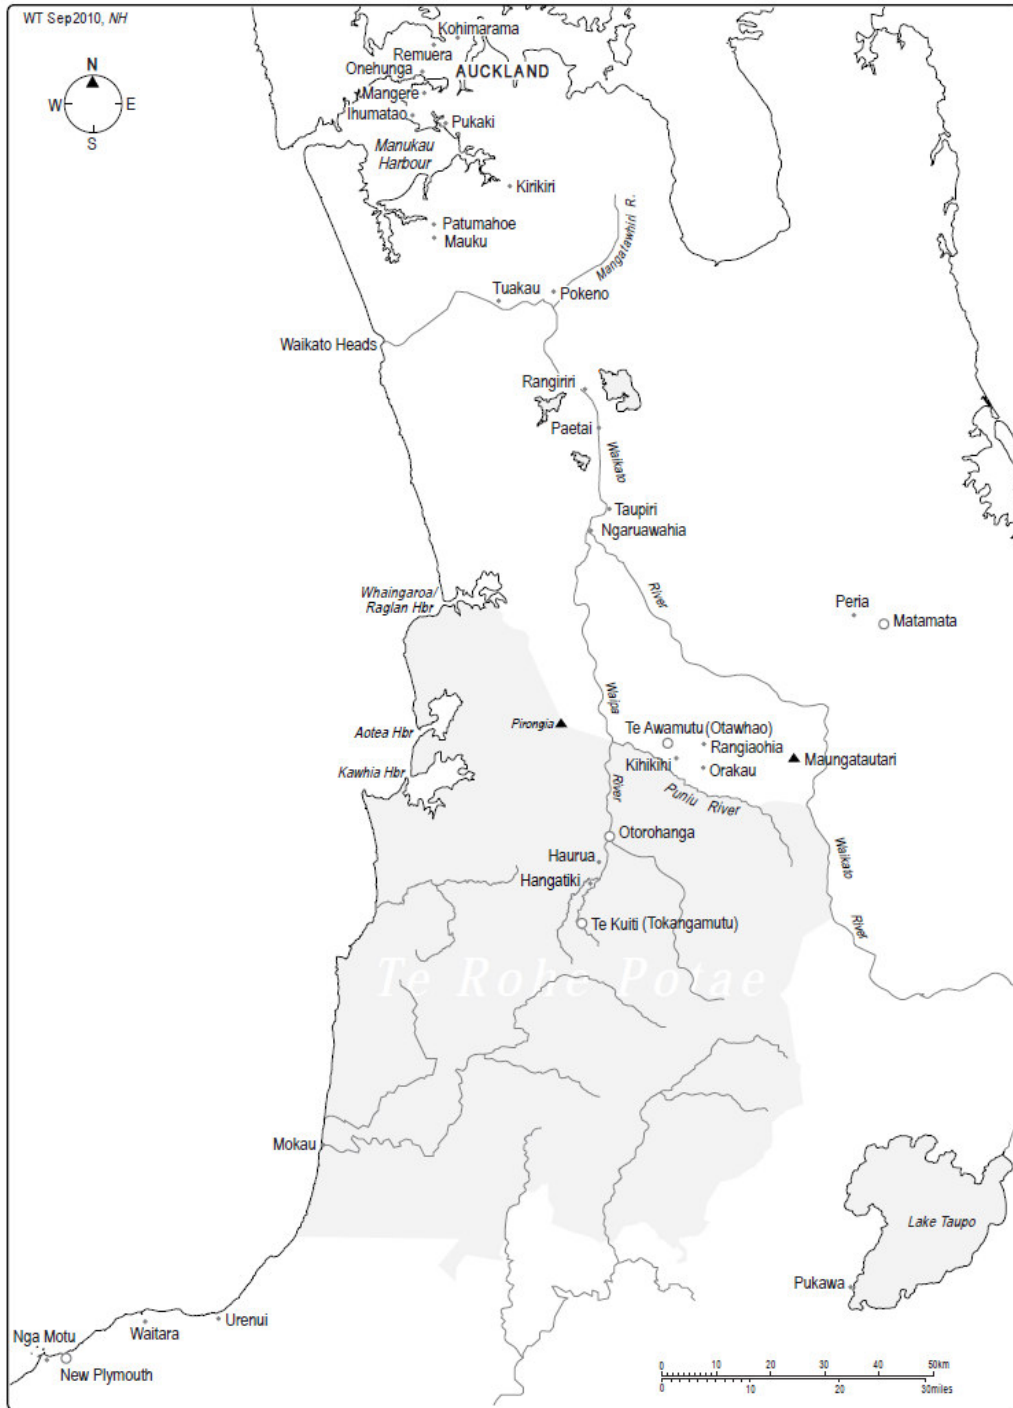 WT Sep2010, NH
N
W
E
S
Kohimarama
Remuera
Onehunga
AUCKLAND
Mangere
Ihumatao
Pukaki
Manukau
Harbour
Kirikiri
Patumahoe
Mauku
Mangatawhiri R.
Tuakau
Pokeno
Waikato Heads
Rangiriri
Paetai
Waikato
Taupiri
Ngaruawahia
River
Whaingaroa/
Raglan Hbr
Peria
Matamata
Waipa
Pirongia
Te Awamutu (Otawhao)
Aotea Hbr
Rangiaohia
Kihikihi
Maungatautari
Orakau
Kawhia Hbr
River
Puniu River
Otorohanga
Waikato
Haurua
Hangatiki
Te Kuiti (Tokangamutu)
River
Te Rohe Potae
Mokau
Lake Taupo
Pukawa
Urenui
Waitara
Nga Motu
New Plymouth
0 10 20 30 40 50km
0 10 20 30miles